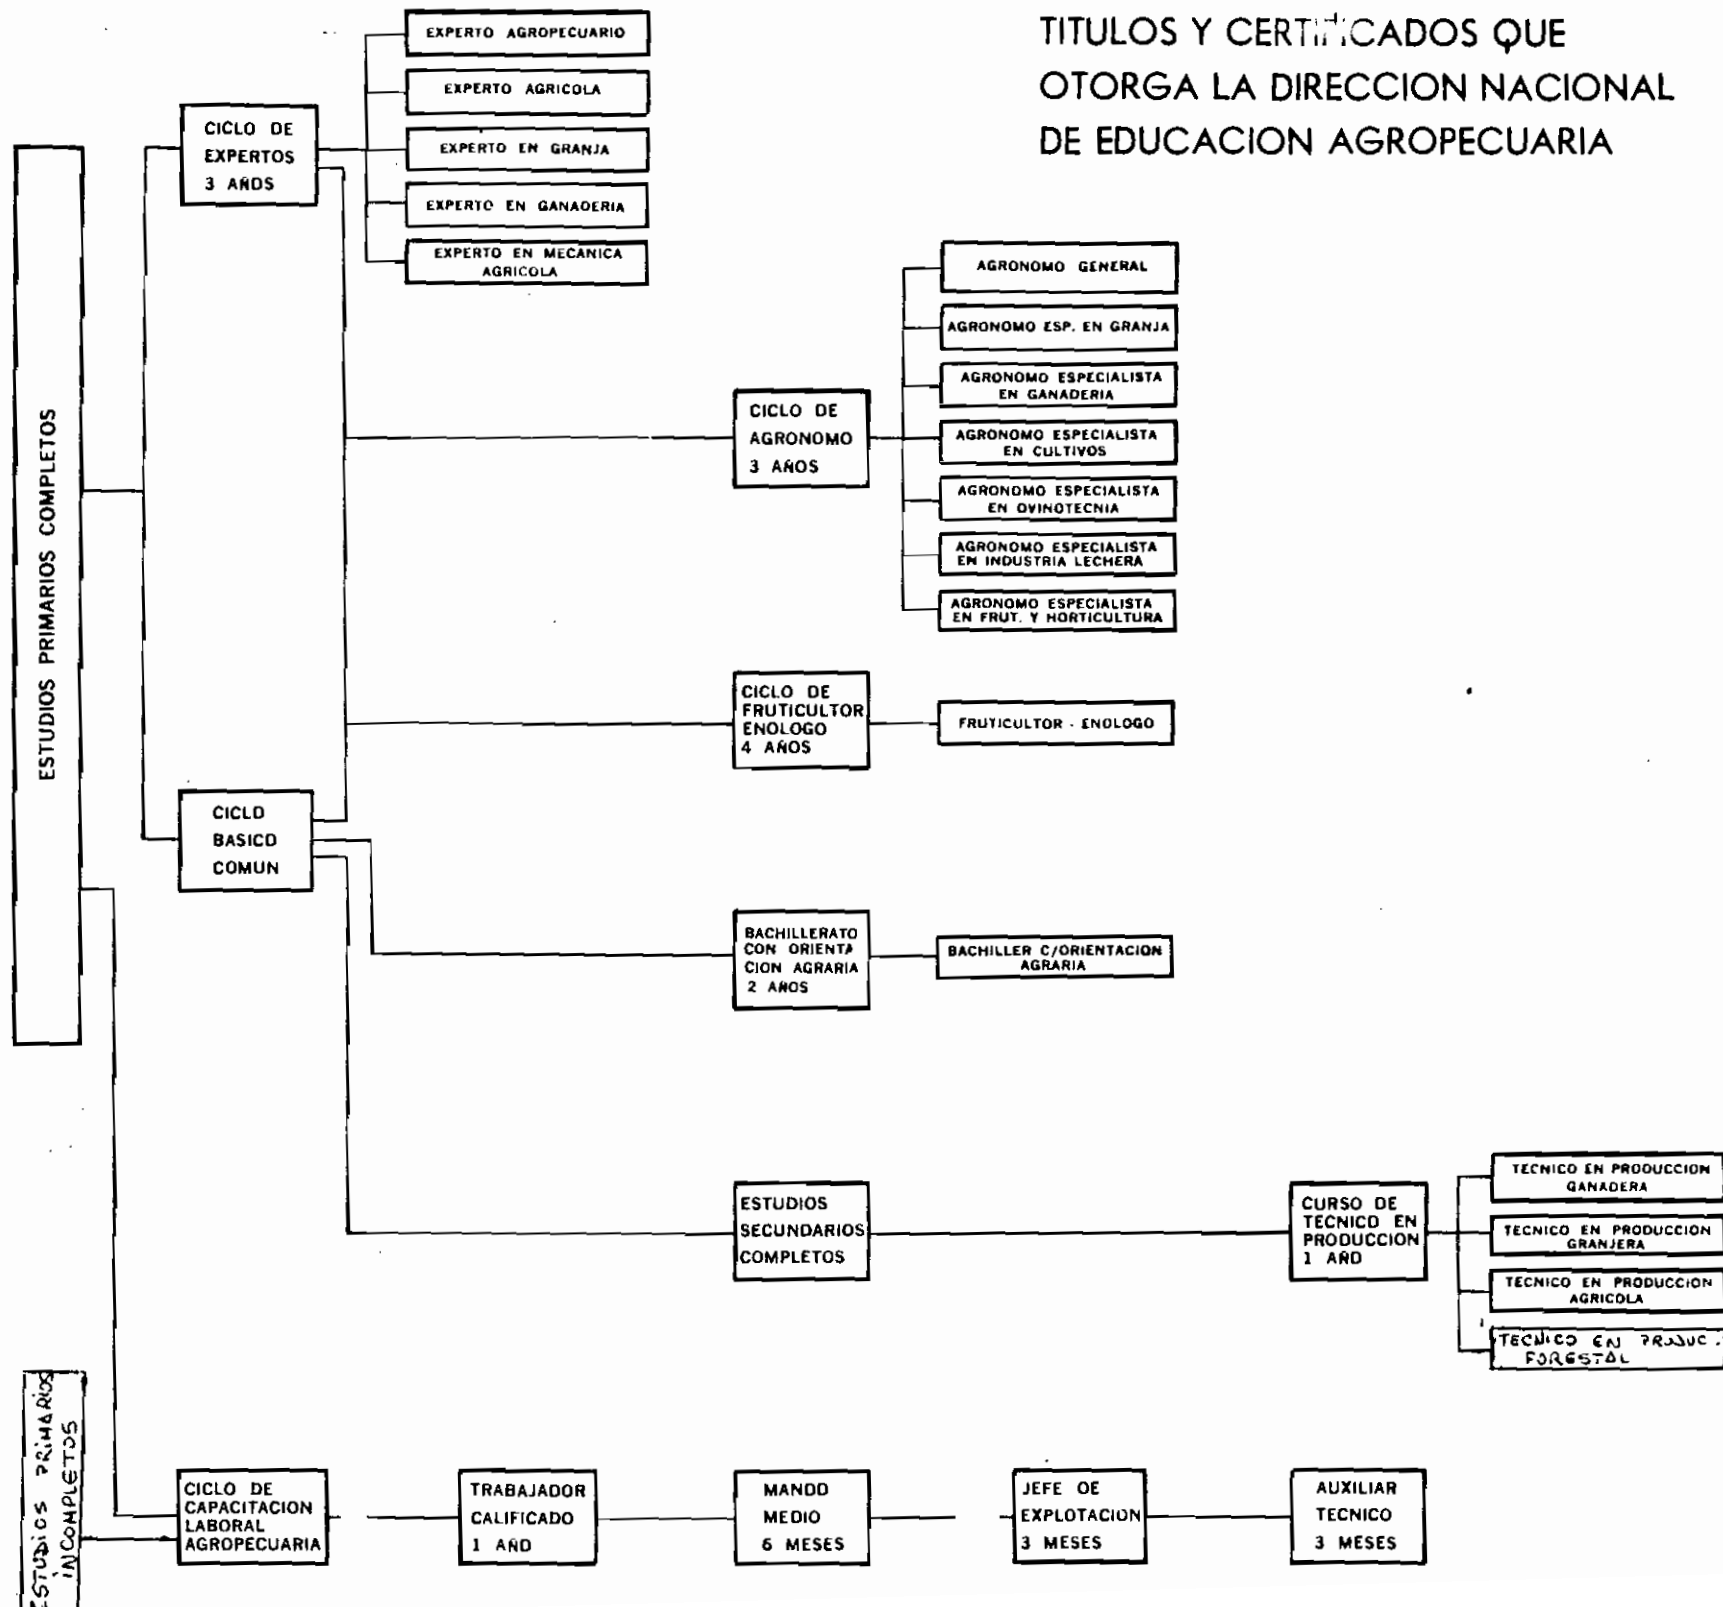 TITULOS Y CERTIFICADOS QUE
OTORGA LA DIRECCION NACIONAL
DE EDUCACION AGROPECUARIA
ESTUDIOS PRIMARIOS COMPLETOS
CICLO DE
EXPERTOS
3 AÑOS
EXPERTO AGROPECUARIO
EXPERTO AGRICOLA
EXPERTO EN GRANJA
EXPERTO EN GANADERIA
EXPERTO EN MECANICA
AGRICOLA
CICLO DE
AGRONOMO
3 AÑOS
AGRONOMO GENERAL
AGRONOMO ESP. EN GRANJA
AGRONOMO ESPECIALISTA
EN GANADERIA
AGRONOMO ESPECIALISTA
EN CULTIVOS
AGRONOMO ESPECIALISTA
EN OVINOTECNIA
AGRONOMO ESPECIALISTA
EN INDUSTRIA LECHERA
AGRONOMO ESPECIALISTA
EN FRUT. Y HORTICULTURA
CICLO DE
FRUTICULTOR
ENOLOGO
4 AÑOS
FRUTICULTOR - ENOLOGO
CICLO
BASICO
COMUN
BACHILLERATO
CON ORIENTA
CION AGRARIA
2 AÑOS
BACHILLER C/ORIENTACION
AGRARIA
ESTUDIOS
SECUNDARIOS
COMPLETOS
CURSO DE
TECNICO EN
PRODUCCION
1 AÑO
TECNICO EN PRODUCCION
GANADERA
TECNICO EN PRODUCCION
GRANJERA
TECNICO EN PRODUCCION
AGRICOLA
TECNICO EN PRODUC.
FORESTAL
ESTUDIOS PRIMARIOS
INCOMPLETOS
CICLO DE
CAPACITACION
LABORAL
AGROPECUARIA
TRABAJADOR
CALIFICADO
1 AÑO
MANDO
MEDIO
6 MESES
JEFE DE
EXPLOTACION
3 MESES
AUXILIAR
TECNICO
3 MESES